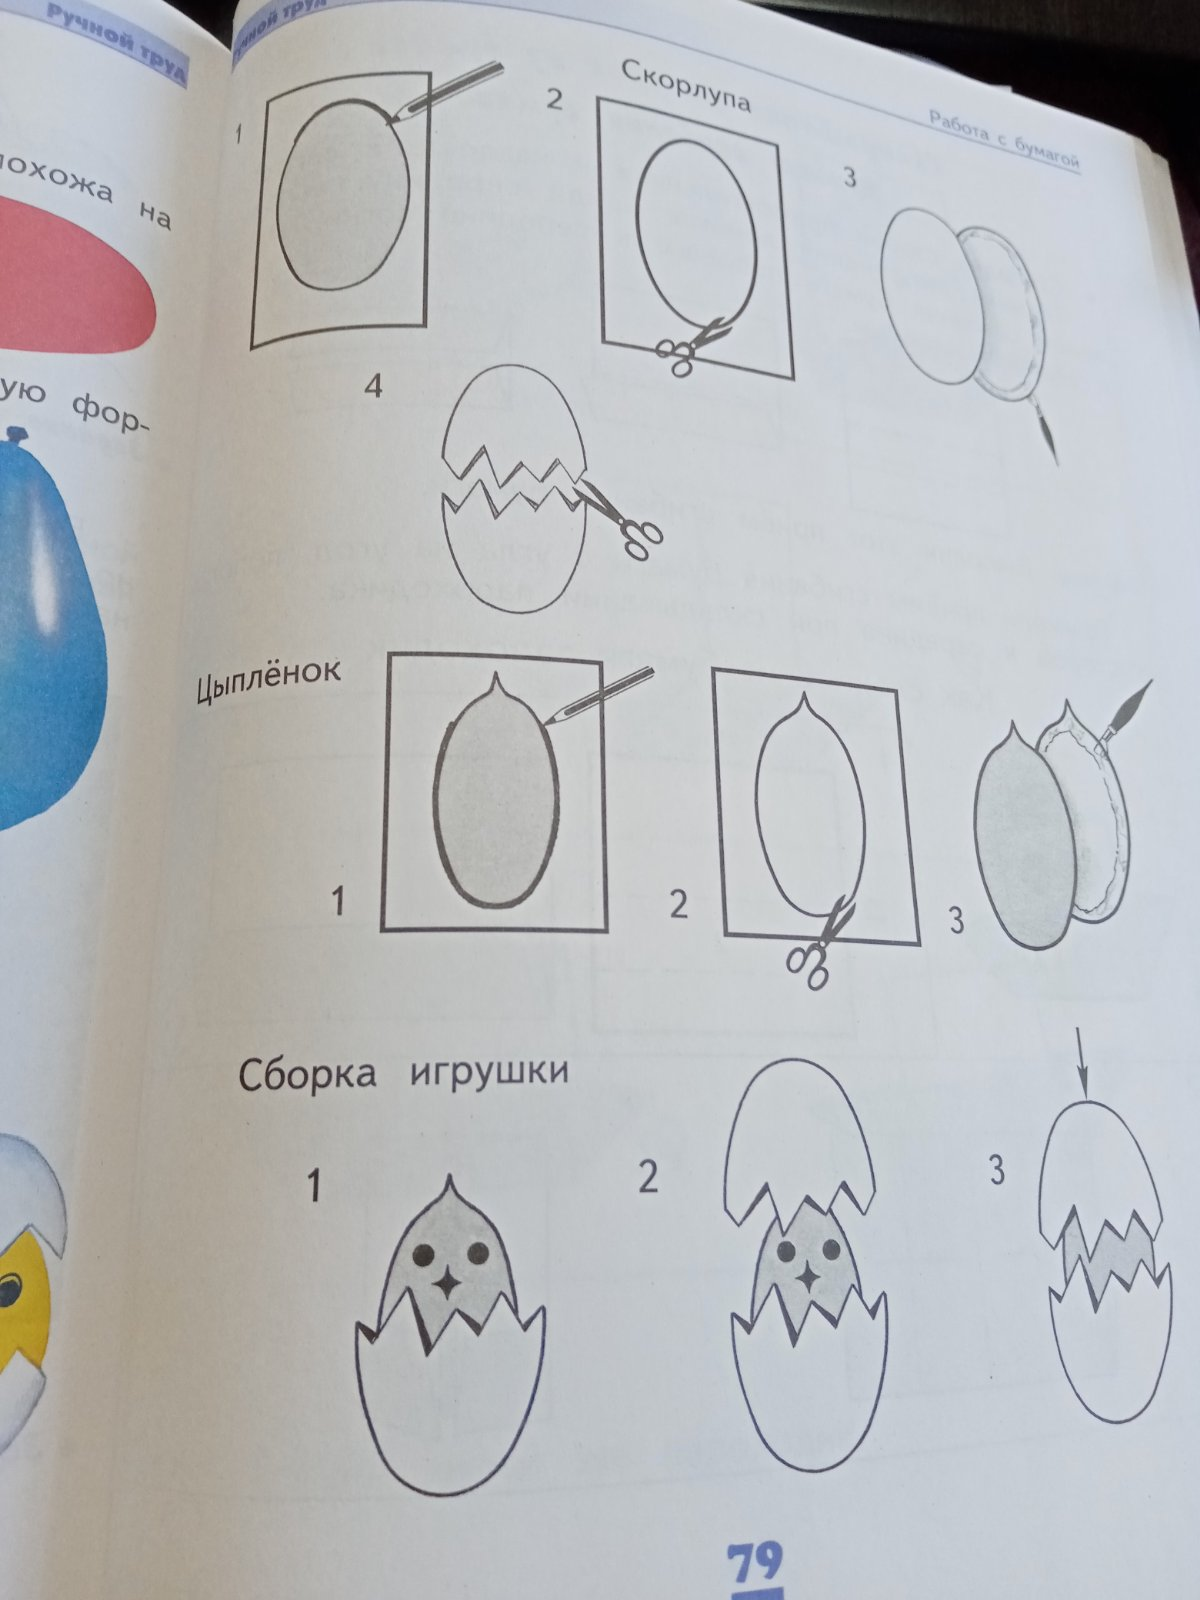 Ручной труд
похожа на
ую фор-
Ручной труд
Работа с бумагой
Скорлупа
1
2
3
4
Цыплёнок
1
2
3
Сборка игрушки
1
2
3
79